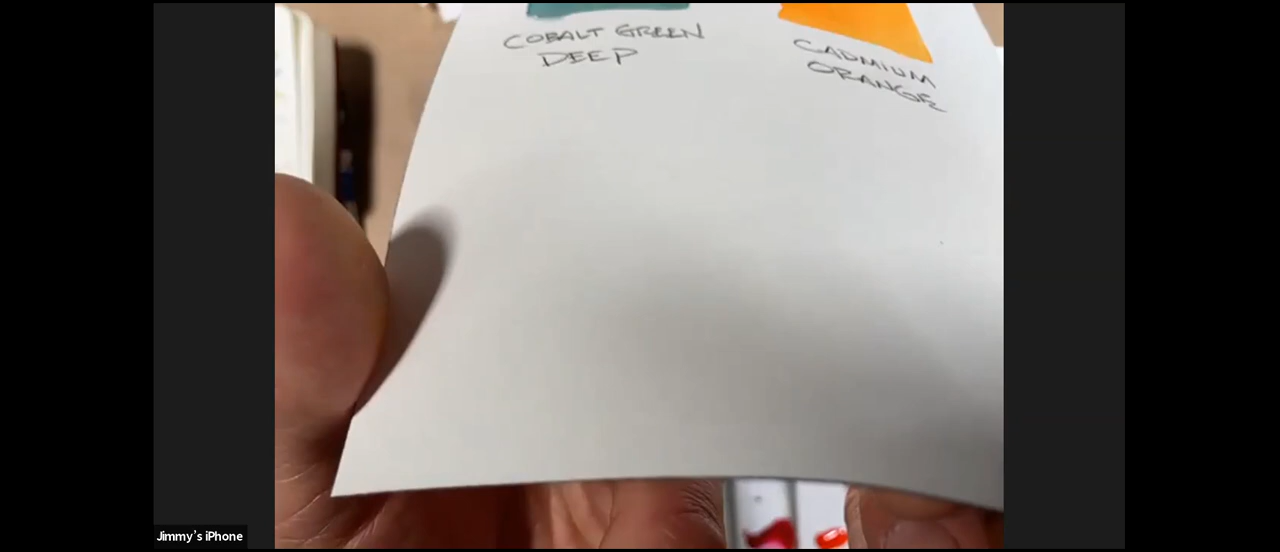 COBALT GREEN
DEEP
CADMIUM
ORANGE
Jimmy's iPhone